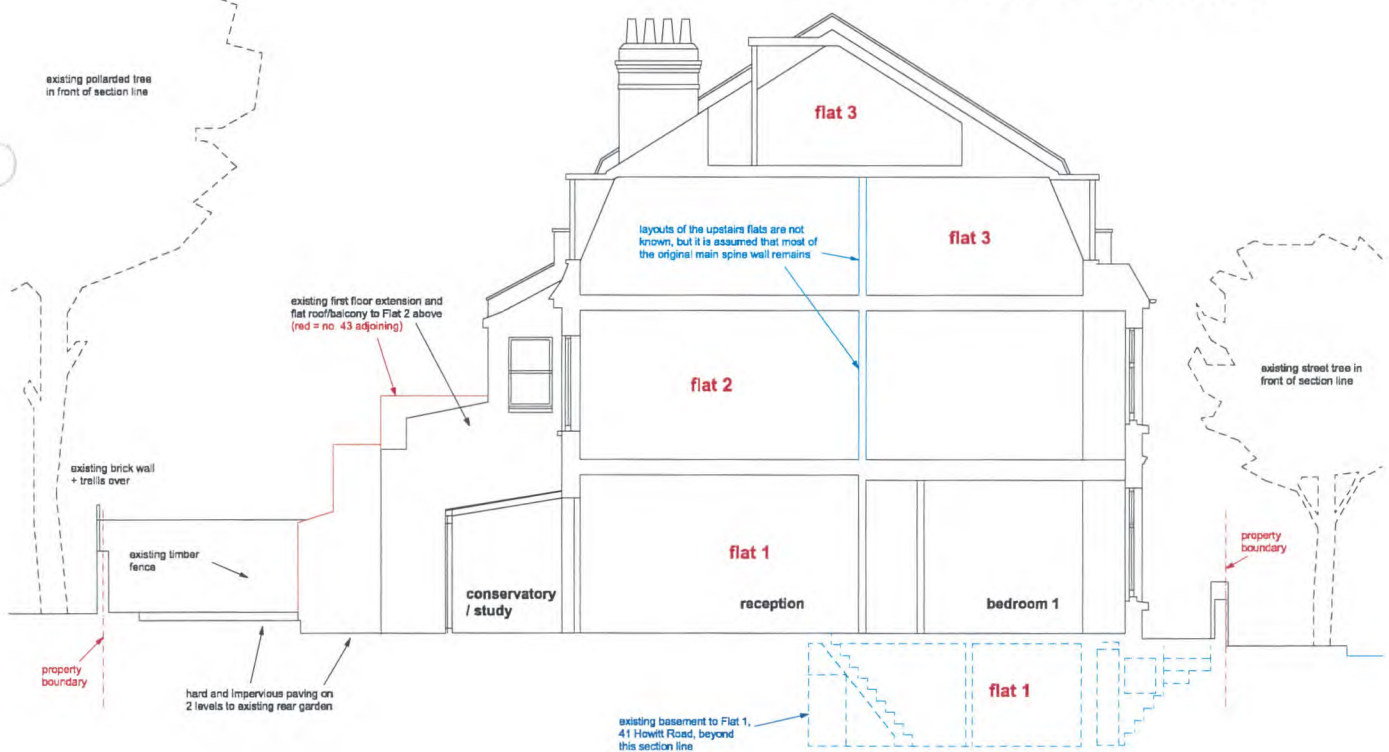 existing pollarded tree
in front of section line
flat 3
layouts of the upstairs flats are not
known, but it is assumed that most of
the original main spine wall remains
flat 3
existing first floor extension and
flat roof/balcony to Flat 2 above
(red = no. 43 adjoining)
flat 2
existing street tree in
front of section line
existing brick wall
+ trellis over
existing timber
fence
flat 1
property
boundary
conservatory
/ study
reception
bedroom 1
property
boundary
hard and impervious paving on
2 levels to existing rear garden
flat 1
existing basement to Flat 1,
41 Howitt Road, beyond
this section line